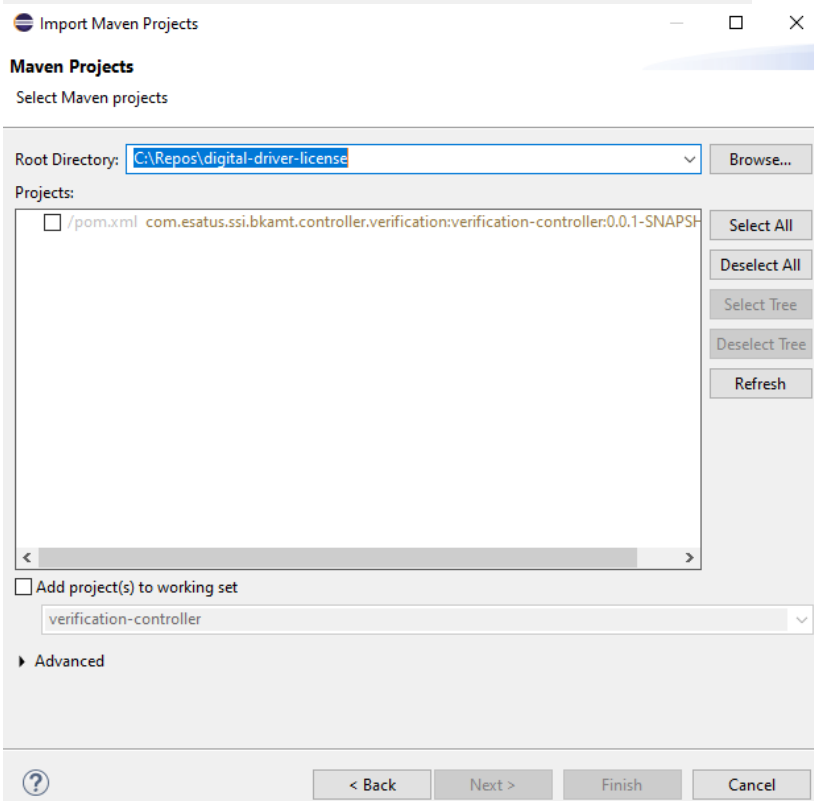 Import Maven Projects
Maven Projects
Select Maven projects
Root Directory: C:\Repos\digital-driver-license Browse...
Projects:
/pom.xml com.esatus.ssi.bkamt.controller.verification:verification-controller:0.0.1-SNAPSH
Select All
Deselect All
Select Tree
Deselect Tree
Refresh
Add project(s) to working set
verification-controller
Advanced
? < Back Next > Finish Cancel